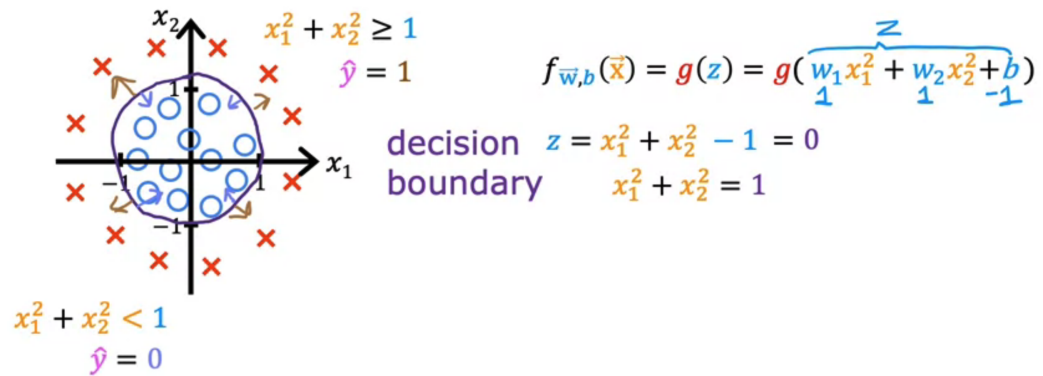 x₂
x₁² + x₂² ≥ 1
ŷ = 1
z
f_{w⃗,b}(x⃗) = g(z) = g( w₁x₁² + w₂x₂² + b )
1 1 -1
1
decision boundary
z = x₁² + x₂² − 1 = 0
x₁² + x₂² = 1
x₁
−1
1
−1
x₁² + x₂² < 1
ŷ = 0